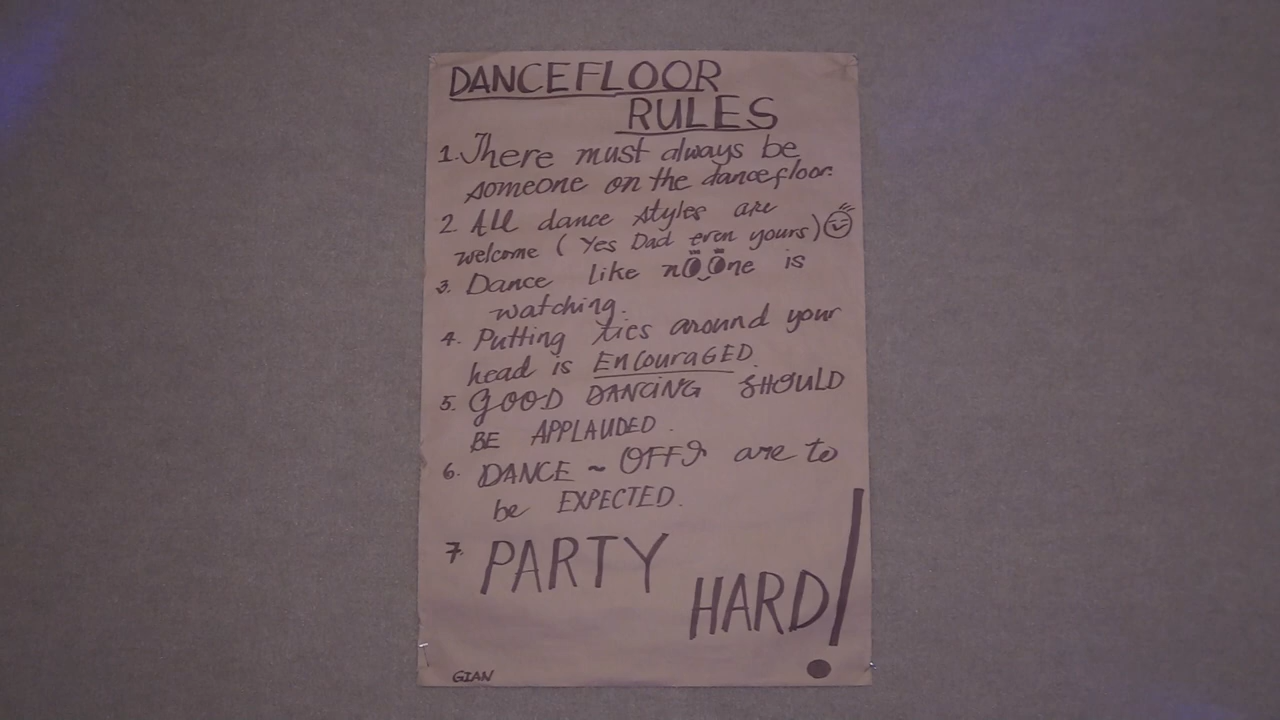 DANCEFLOOR
RULES
1. There must always be
someone on the dancefloor.
2. All dance styles are
welcome ( Yes Dad even yours)
3. Dance like noone is
watching.
4. Putting ties around your
head is EncouraGED.
5. GOOD DANCING SHOULD
BE APPLAUDED.
6. DANCE ~ OFFS are to
be EXPECTED.
7. PARTY
HARD!
GIAN